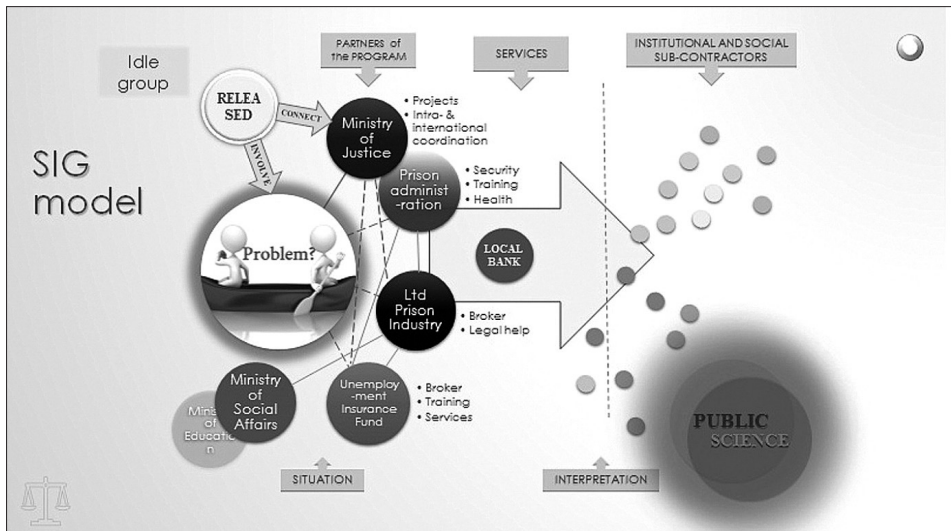 Idle
group
PARTNERS of
the PROGRAM
SERVICES
INSTITUTIONAL AND SOCIAL
SUB-CONTRACTORS
RELEA
SED
CONNECT
INVOLVE
SIG
model
Ministry
of
Justice
• Projects
• Intra- &
international
coordination
Prison
administ
-ration
• Security
• Training
• Health
Problem?
LOCAL
BANK
Ltd
Prison
Industry
• Broker
• Legal help
Ministry
of
Social
Affairs
Unemploy
-ment
Insurance
Fund
• Broker
• Training
• Services
of
n
PUBLIC
SCIENCE
SITUATION
INTERPRETATION